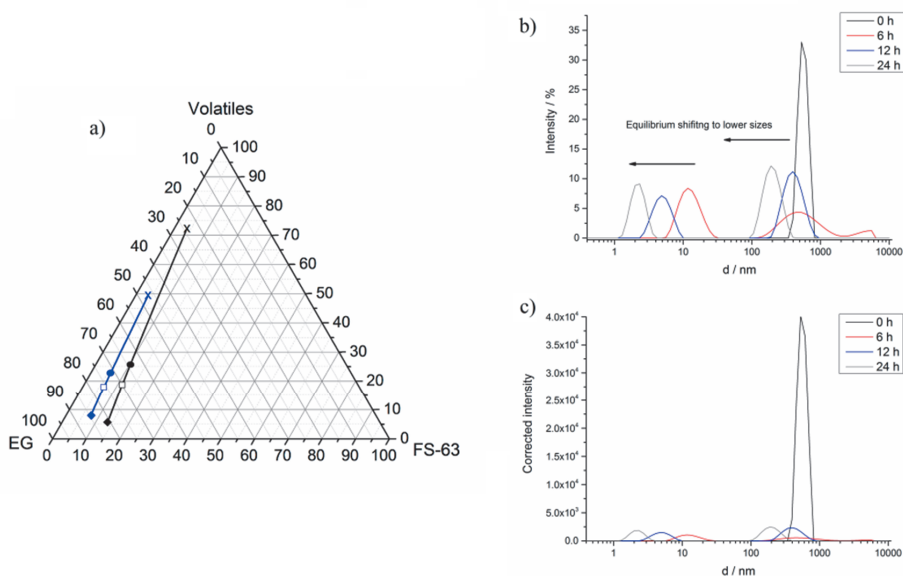 a)
Volatiles
0
10
20
30
40
50
60
70
80
90
100
100
90
80
70
60
50
40
30
20
10
0
EG
FS-63
0 10 20 30 40 50 60 70 80 90 100
b)
0 h
6 h
12 h
24 h
Equilibrium shifitng to lower sizes
Intensity / %
35
30
25
20
15
10
5
0
1 10 100 1000 10000
d / nm
c)
0 h
6 h
12 h
24 h
Corrected intensity
4.0x10⁴
3.5x10⁴
3.0x10⁴
2.5x10⁴
2.0x10⁴
1.5x10⁴
1.0x10⁴
5.0x10³
0.0
1 10 100 1000 10000
d / nm